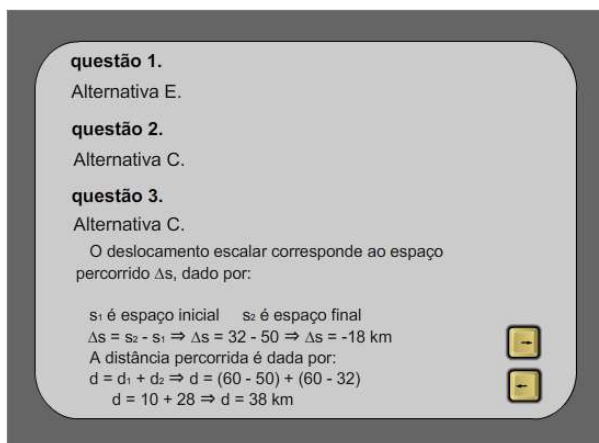 questão 1.
Alternativa E.
questão 2.
Alternativa C.
questão 3.
Alternativa C.
O deslocamento escalar corresponde ao espaço
percorrido Δs, dado por:
s₁ é espaço inicial s₂ é espaço final
Δs = s₂ - s₁ ⇒ Δs = 32 - 50 ⇒ Δs = -18 km
A distância percorrida é dada por:
d = d₁ + d₂ ⇒ d = (60 - 50) + (60 - 32)
d = 10 + 28 ⇒ d = 38 km